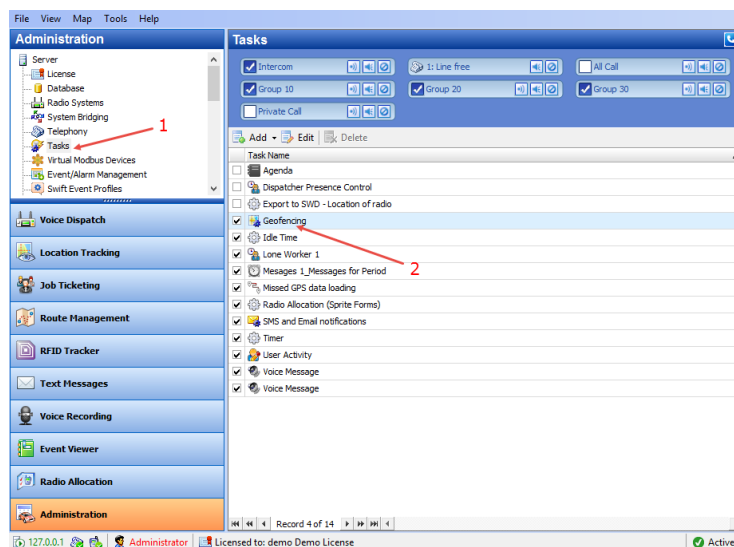 File View Map Tools Help
Administration
Server
License
Database
Radio Systems
System Bridging
Telephony
1
Tasks
Virtual Modbus Devices
Event/Alarm Management
Swift Event Profiles
Voice Dispatch
Location Tracking
Job Ticketing
Route Management
RFID Tracker
Text Messages
Voice Recording
Event Viewer
Radio Allocation
Administration
Tasks
Intercom
1: Line free
All Call
Group 10
Group 20
Group 30
Private Call
Add Edit Delete
Task Name
Agenda
Dispatcher Presence Control
Export to SWD - Location of radio
Geofencing
Idle Time
Lone Worker 1
2
Mesages 1_Messages for Period
Missed GPS data loading
Radio Allocation (Sprite Forms)
SMS and Email notifications
Timer
User Activity
Voice Message
Voice Message
Record 4 of 14
127.0.0.1 Administrator Licensed to: demo Demo License Active